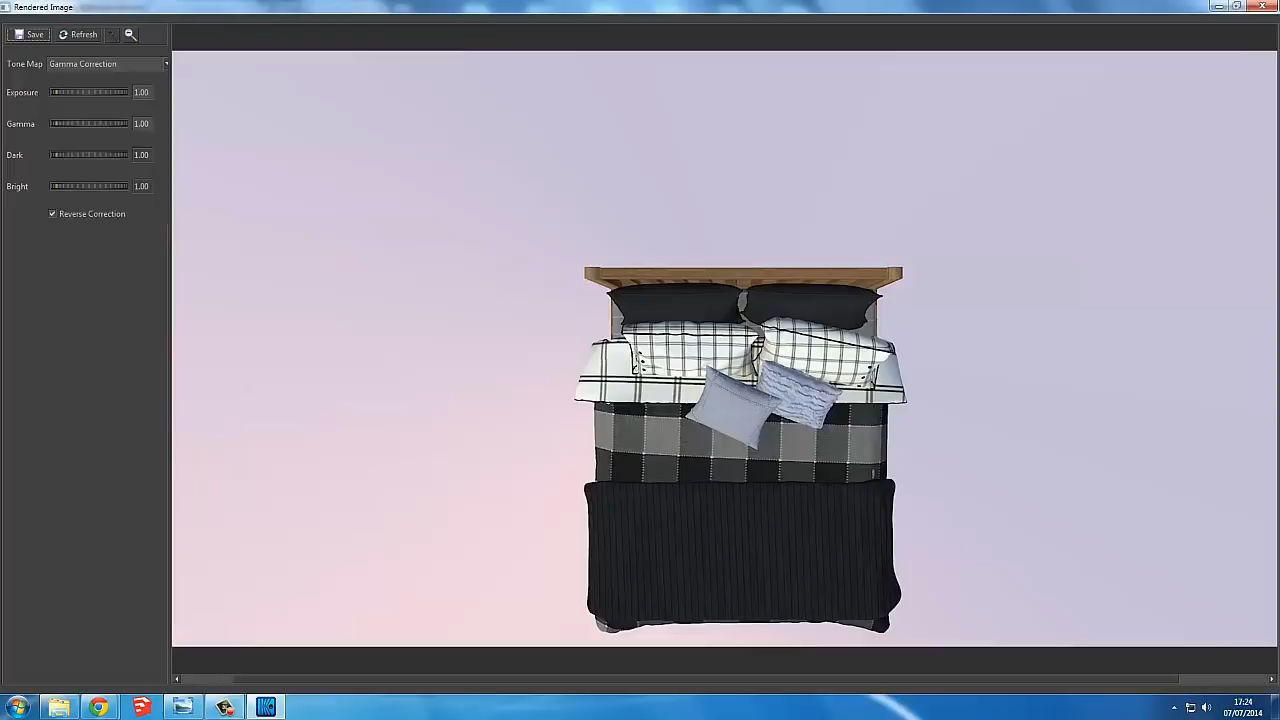 Rendered Image
Save
Refresh
Tone Map
Gamma Correction
Exposure
1.00
Gamma
1.00
Dark
1.00
Bright
1.00
Reverse Correction
17:24
07/07/2014